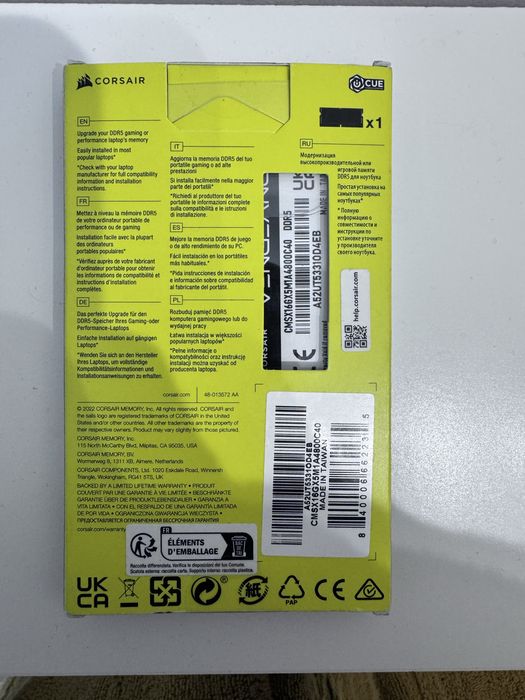 CORSAIR
CUE
x1
EN
Upgrade your DDR5 gaming or
performance laptop's memory
Easily installed in most
popular laptops*
*Check with your laptop
manufacturer for full compatibility
information and installation
instructions.
FR
Mettez à niveau la mémoire DDR5
de votre ordinateur portable de
performance ou de gaming
Installation facile avec la plupart
des ordinateurs
portables populaires*
*Vérifiez auprès de votre fabricant
d'ordinateur portable pour obtenir
les informations de compatibilité et
instructions d'installation
complètes.
DE
Das perfekte Upgrade für den
DDR5-Speicher Ihres Gaming-oder
Performance-Laptops
Einfache Installation auf gängigen
Laptops*
*Wenden Sie sich an den Hersteller
Ihres Laptops, um vollständige
Kompatibilitätsinformationen und
Installationsanweisungen zu erhalten.
IT
Aggiorna la memoria DDR5 del tuo
portatile gaming o ad alte
prestazioni
Si installa facilmente nella maggior
parte dei portatili*
*Richiedi al produttore del tuo
portatile le informazioni complete
sulla compatibilità e le istruzioni
di installazione.
ES
Mejore la memoria DDR5 de juego
o de alto rendimiento de su PC.
Fácil instalación en los portátiles
más habituales.*
*Pida instrucciones de instalación
e información sobre compatibilidad
al fabricante del portátil.
PL
Rozbuduj pamięć DDR5
komputera gamingowego lub do
wydajnej pracy
Łatwa instalacja w większości
popularnych laptopów*
*Pełne informacje o
kompatybilności oraz instrukcję
instalacji można uzyskać od
producenta laptopa.
RU
Модернизация
высокопроизводительной или
игровой памяти
DDR5 для ноутбука
Простая установка на
самых популярных
ноутбуках*
* Полную
информацию о
совместимости и
инструкции по
установке уточните
у производителя
своего ноутбука.
CMSX16GX5M1A4800C40 DDR5
A52UT5331OD4EB
help.corsair.com
corsair.com
48-013572 AA
© 2022 CORSAIR MEMORY, Inc. All rights reserved. CORSAIR and
the sails logo are registered trademarks of CORSAIR in the United
States and/or other countries. All other trademarks are the property of
their respective owners. Product may vary slightly from those pictured.
CORSAIR MEMORY, Inc.
115 North McCarthy Blvd, Milpitas, CA 95035, USA
CORSAIR MEMORY, BV.
Wormerweg 8, 1311 XB, Almere, Netherlands
CORSAIR COMPONENTS, Ltd. 1020 Eskdale Road, Winnersh
Triangle, Wokingham, RG41 5TS, UK
BACKED BY A LIMITED LIFETIME WARRANTY • PRODUIT
COUVERT PAR UNE GARANTIE À VIE LIMITÉE • BESCHRÄNKTE
GARANTIE ÜBER DIE PRODUKTLEBENSDAUER • GARANZIA
LIMITATA A VITA • CON EL RESPALDO DE UNA GARANTÍA LIMITADA
DE POR VIDA • OGRANICZONA GWARANCJA WIECZYSTA •
ПРЕДОСТАВЛЯЕТСЯ ОГРАНИЧЕННАЯ БЕССРОЧНАЯ ГАРАНТИЯ
corsair.com/warranty
A52UT5331OD4EB
CMSX16GX5M1A4800C40
MADE IN TAIWAN
FR
ÉLÉMENTS
D'EMBALLAGE
BAC
DE TRI
Raccolta differenziata. Verifica le disposizioni del tuo Comune.
Scatola esterna: raccolta carta. Supporto interno: raccolta plastica.
UK
CA
紙
PAP
CE